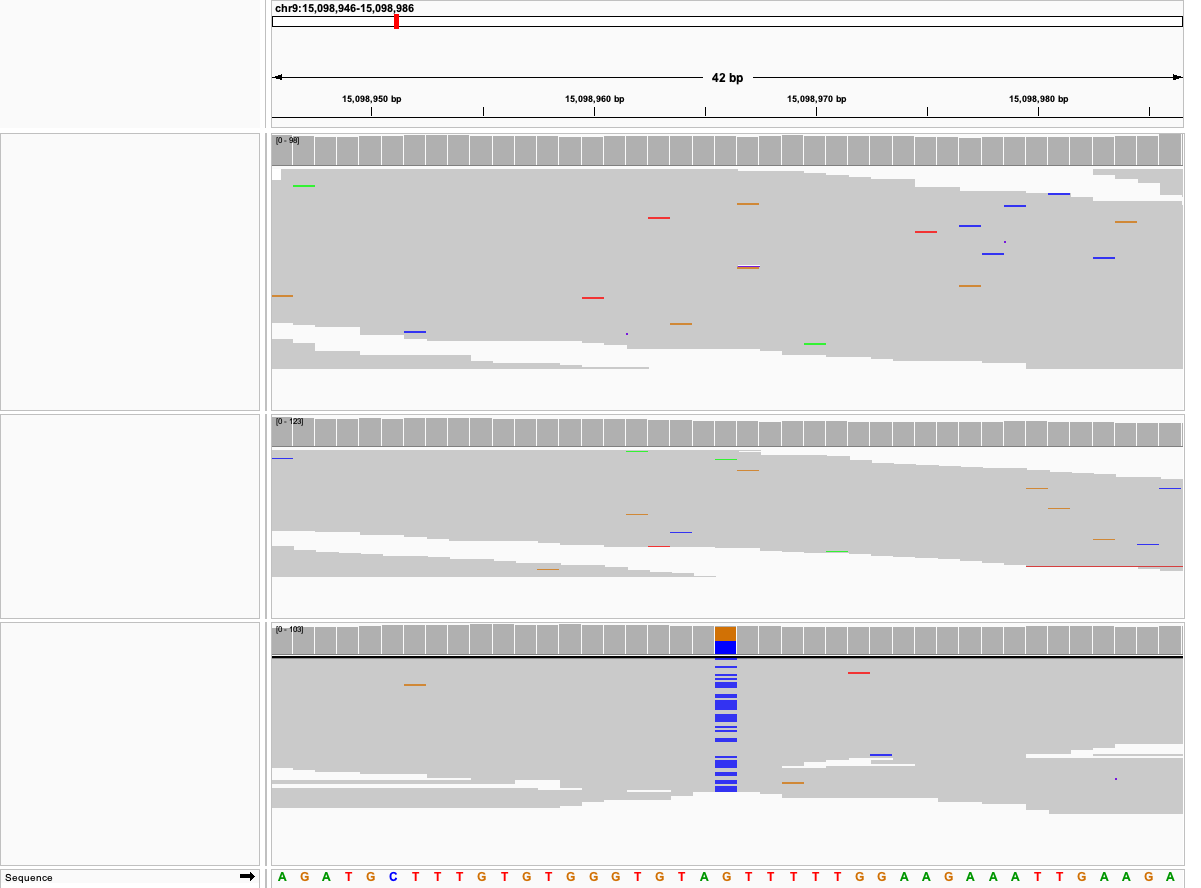 chr9:15,098,946-15,098,986
42 bp
15,098,950 bp 15,098,960 bp 15,098,970 bp 15,098,980 bp
[0 - 98]
[0 - 123]
[0 - 103]
Sequence A G A T G C T T T G T G T G G G T G T A G T T T T T G G A A G A A A T T G A A G A